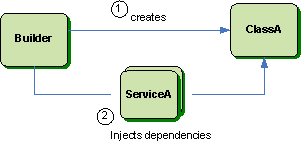 1
creates
Builder
ClassA
ServiceA
2
Injects dependencies